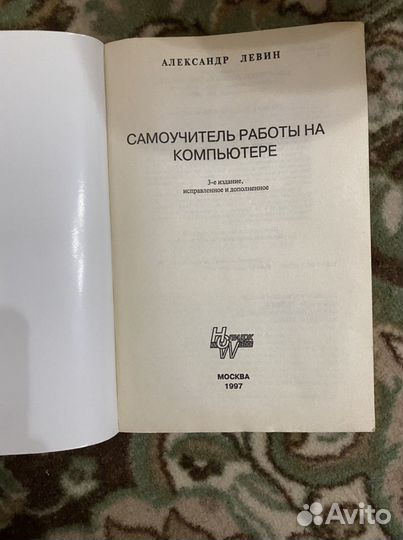 АЛЕКСАНДР ЛЕВИН
САМОУЧИТЕЛЬ РАБОТЫ НА
КОМПЬЮТЕРЕ
3-е издание,
исправленное и дополненное
МОСКВА
1997
Avito